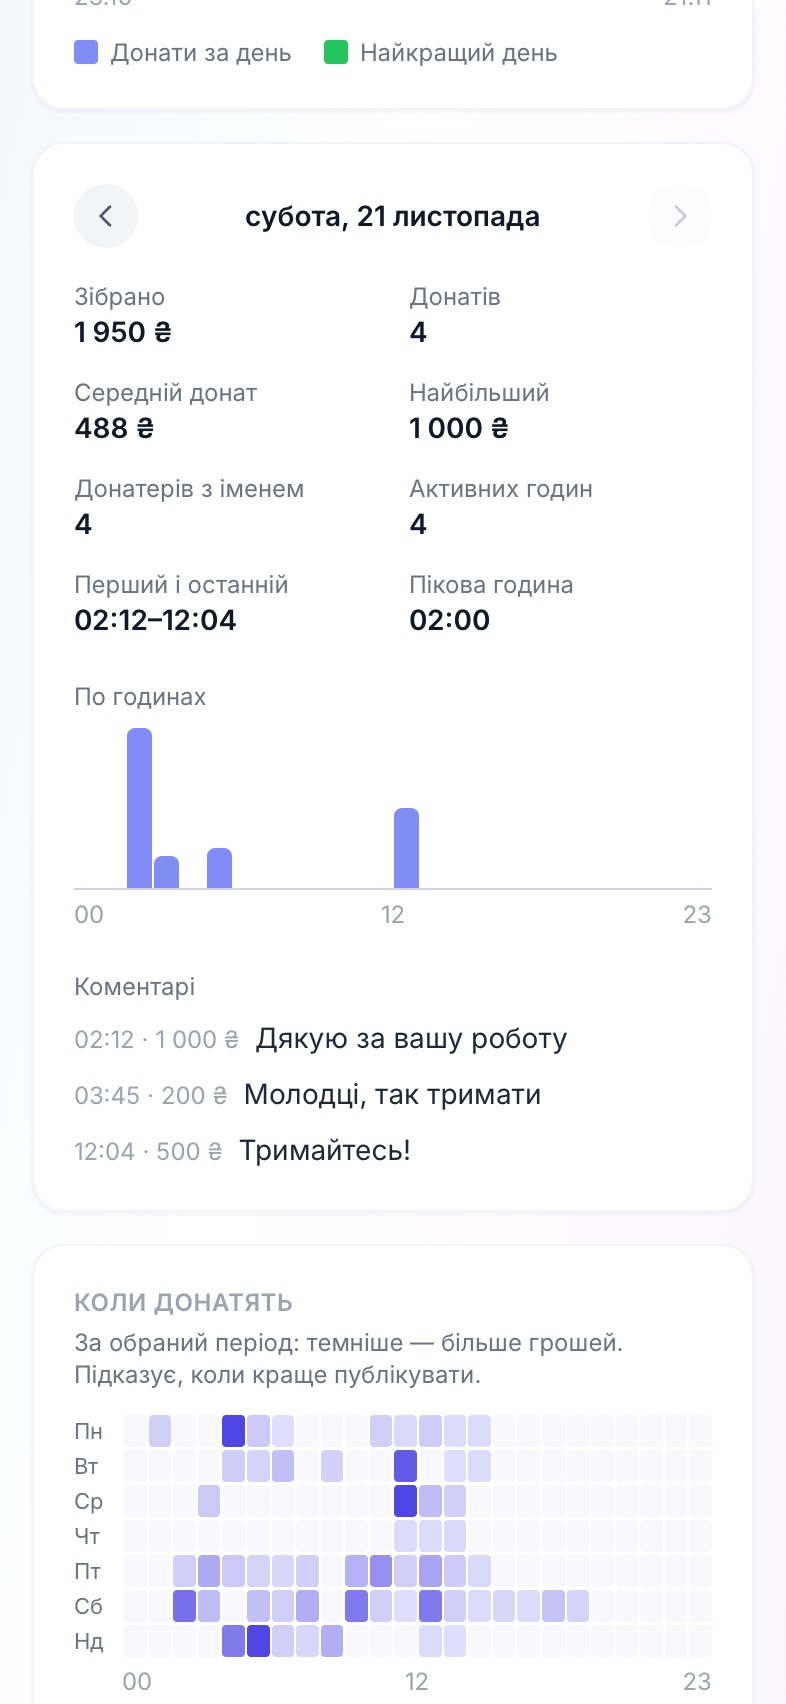 Донати за день Найкращий день
субота, 21 листопада
Зібрано Донатів
1 950 ₴ 4
Середній донат Найбільший
488 ₴ 1 000 ₴
Донатерів з іменем Активних годин
4 4
Перший і останній Пікова година
02:12–12:04 02:00
По годинах
00 12 23
Коментарі
02:12 · 1 000 ₴ Дякую за вашу роботу
03:45 · 200 ₴ Молодці, так тримати
12:04 · 500 ₴ Тримайтесь!
КОЛИ ДОНАТЯТЬ
За обраний період: темніше — більше грошей.
Підказує, коли краще публікувати.
Пн
Вт
Ср
Чт
Пт
Сб
Нд
00 12 23